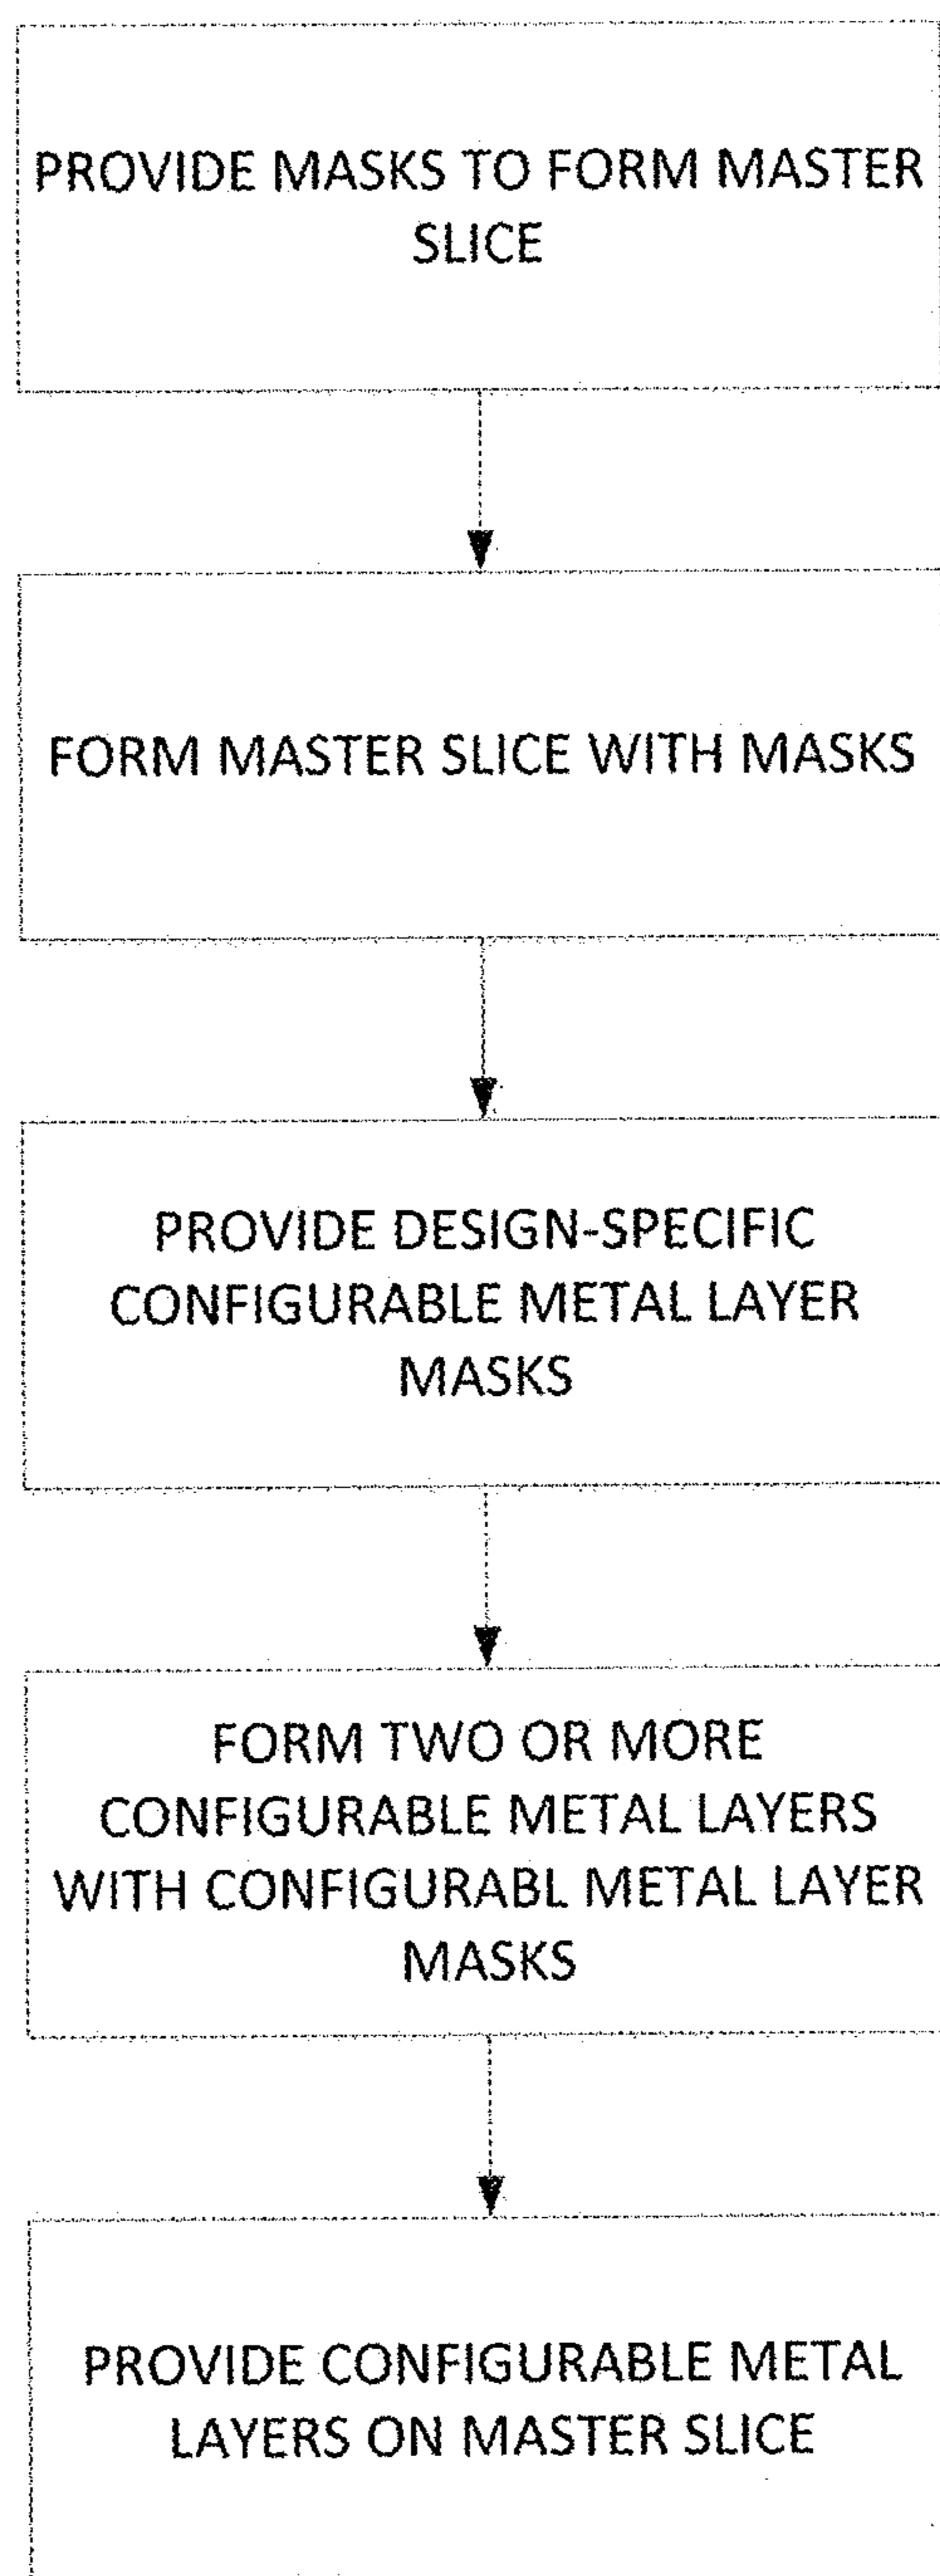 PROVIDE MASKS TO FORM MASTER
SLICE
FORM MASTER SLICE WITH MASKS
PROVIDE DESIGN-SPECIFIC
CONFIGURABLE METAL LAYER
MASKS
FORM TWO OR MORE
CONFIGURABLE METAL LAYERS
WITH CONFIGURABL METAL LAYER
MASKS
PROVIDE CONFIGURABLE METAL
LAYERS ON MASTER SLICE